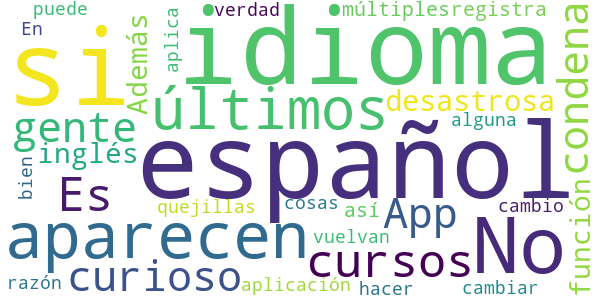 puede
verdad
múltiples
registra
En
Además
aplica
si
idioma
condena
últimos
desastrosa
gente
alguna
inglés
español
bien
Es
quejillas
cosas
así
App
cambio
función
aparecen
vuelvan
cursos
No
razón
curioso
aplicación
hacer
cambiar